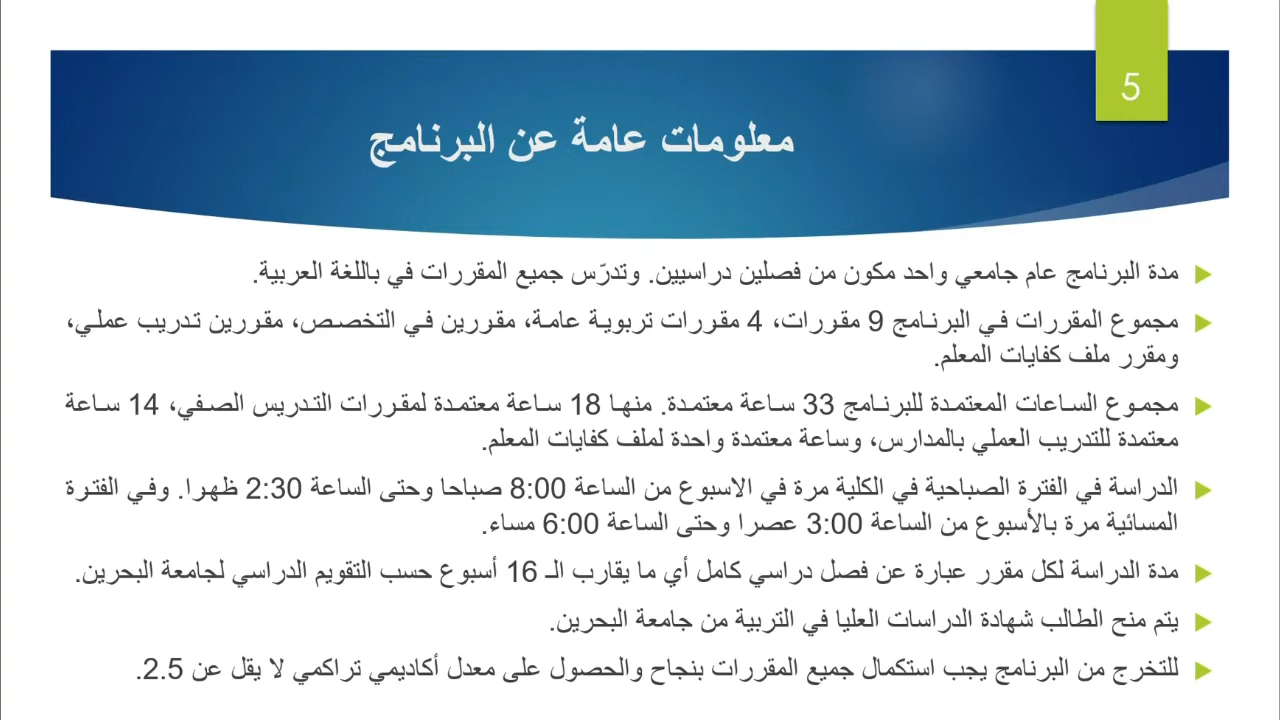 5
معلومات عامة عن البرنامج
مدة البرنامج عام جامعي واحد مكون من فصلين دراسيين. وتدرّس جميع المقررات في باللغة العربية.
مجموع المقررات في البرنامج 9 مقررات، 4 مقررات تربوية عامة، مقررين في التخصص، مقررين تدريب عملي،
ومقرر ملف كفايات المعلم.
مجموع الساعات المعتمدة للبرنامج 33 ساعة معتمدة. منها 18 ساعة معتمدة لمقررات التدريس الصفي، 14 ساعة
معتمدة للتدريب العملي بالمدارس، وساعة معتمدة واحدة لملف كفايات المعلم.
الدراسة في الفترة الصباحية في الكلية مرة في الاسبوع من الساعة 8:00 صباحا وحتى الساعة 2:30 ظهرا. وفي الفترة
المسائية مرة بالأسبوع من الساعة 3:00 عصرا وحتى الساعة 6:00 مساء.
مدة الدراسة لكل مقرر عبارة عن فصل دراسي كامل أي ما يقارب الـ 16 أسبوع حسب التقويم الدراسي لجامعة البحرين.
يتم منح الطالب شهادة الدراسات العليا في التربية من جامعة البحرين.
للتخرج من البرنامج يجب استكمال جميع المقررات بنجاح والحصول على معدل أكاديمي تراكمي لا يقل عن 2.5.